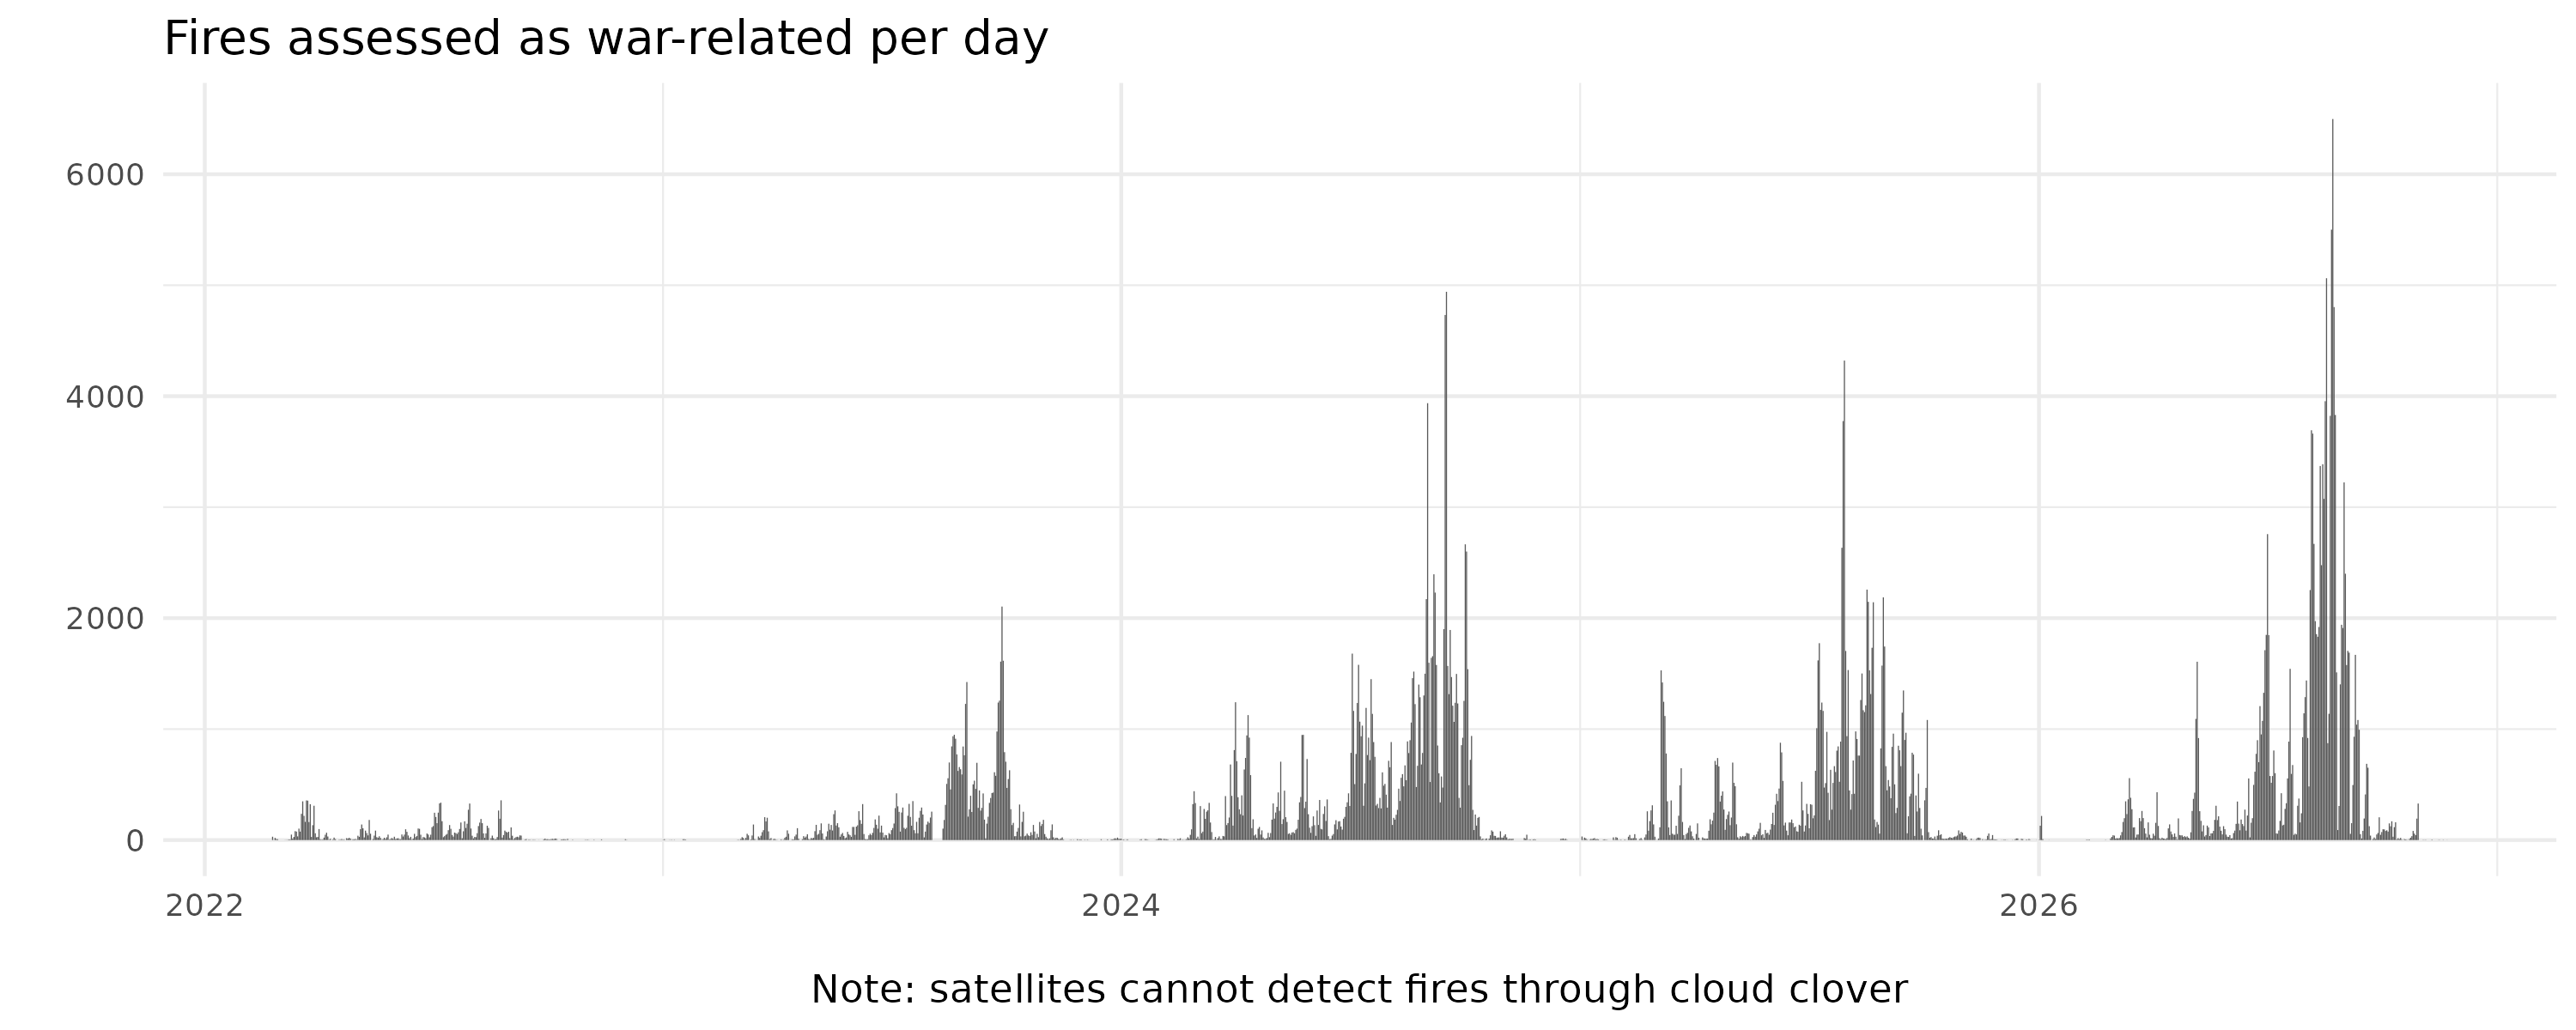 Fires assessed as war-related per day
6000
4000
2000
0
2022 2024 2026
Note: satellites cannot detect fires through cloud clover